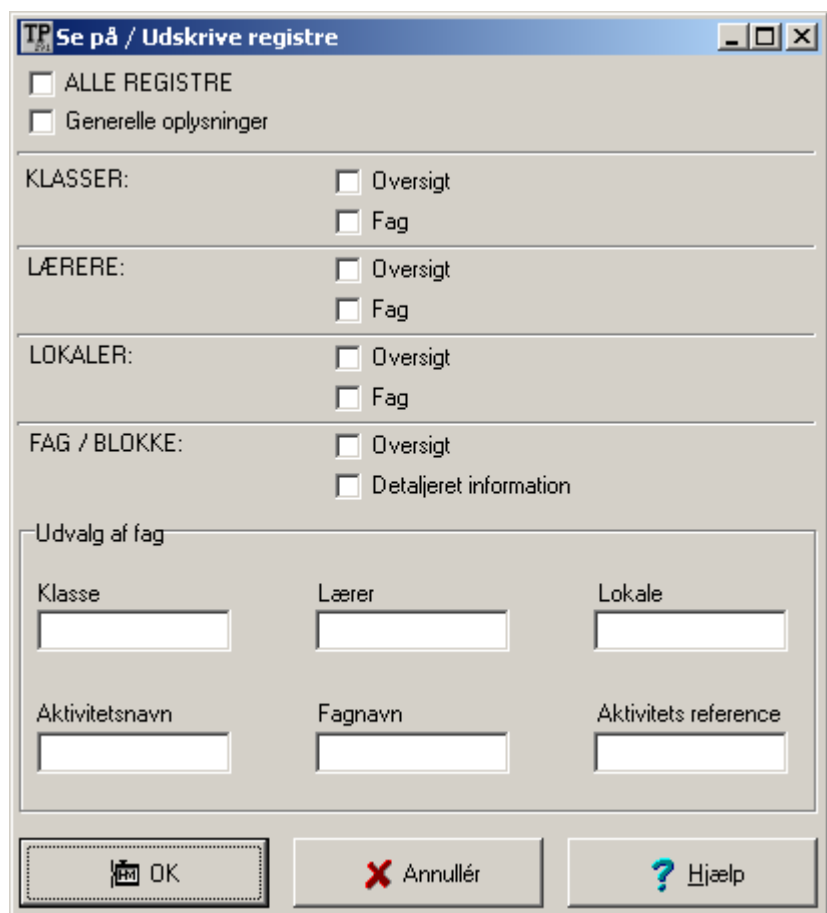 TP Se på / Udskrive registre
ALLE REGISTRE
Generelle oplysninger
KLASSER: Oversigt
Fag
LÆRERE: Oversigt
Fag
LOKALER: Oversigt
Fag
FAG / BLOKKE: Oversigt
Detaljeret information
Udvalg af fag
Klasse Lærer Lokale
Aktivitetsnavn Fagnavn Aktivitets reference
OK Annullér ? Hjælp